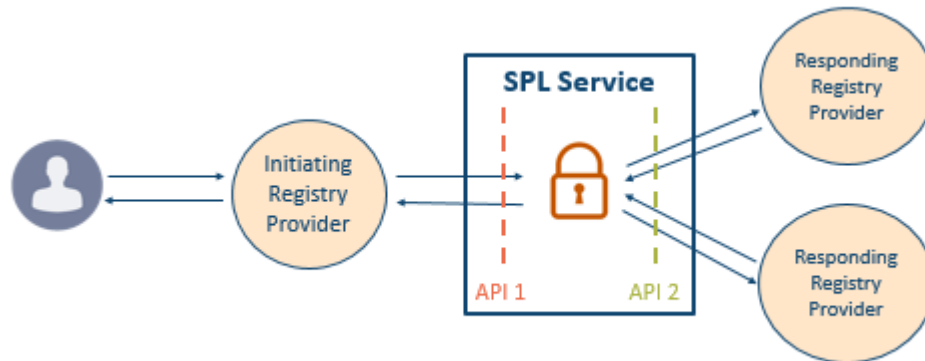 SPL Service
Initiating
Registry
Provider
API 1
API 2
Responding
Registry
Provider
Responding
Registry
Provider